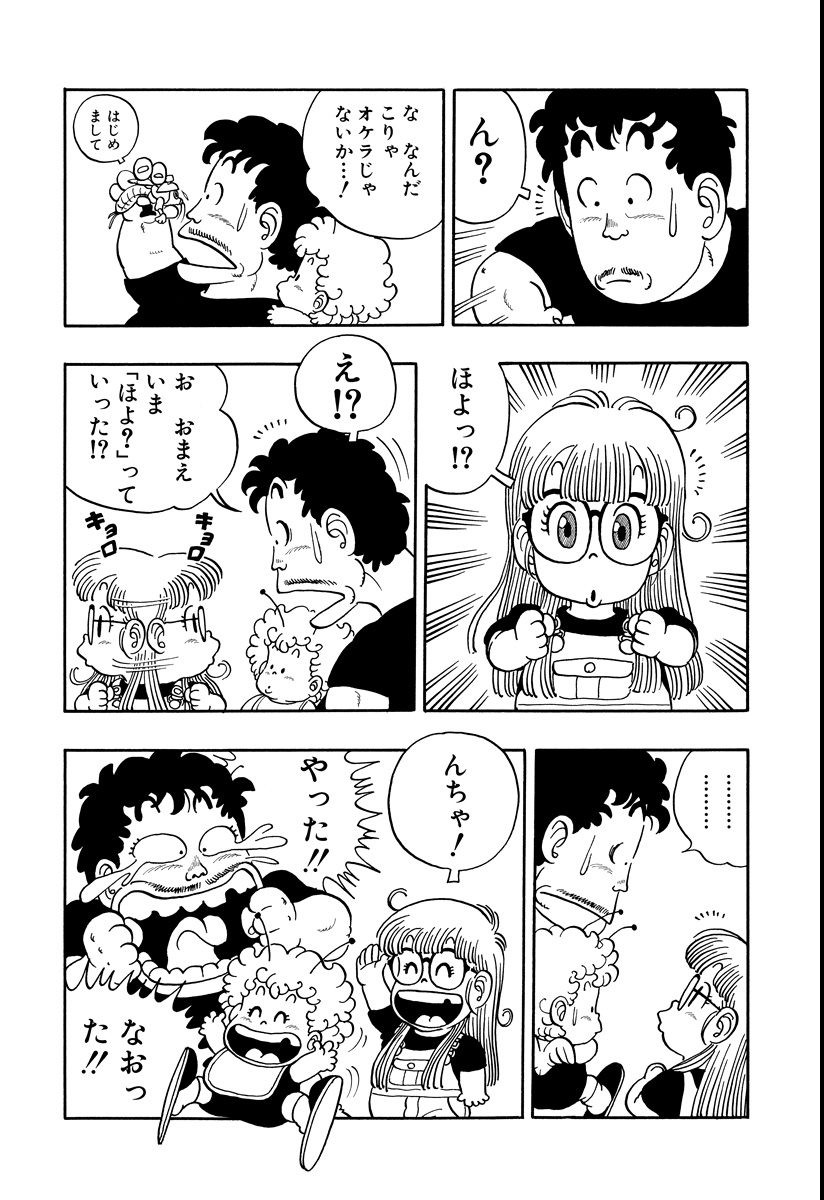 ん?
な なんだ
こりゃ
オケラじゃ
ないか…!
はじめ
まして
ほよっ!?
え!?
お おまえ
いま
「ほよ?」って
いった!?
キョロ
キョロ
………
んちゃ!
やった!!
なおっ
た!!